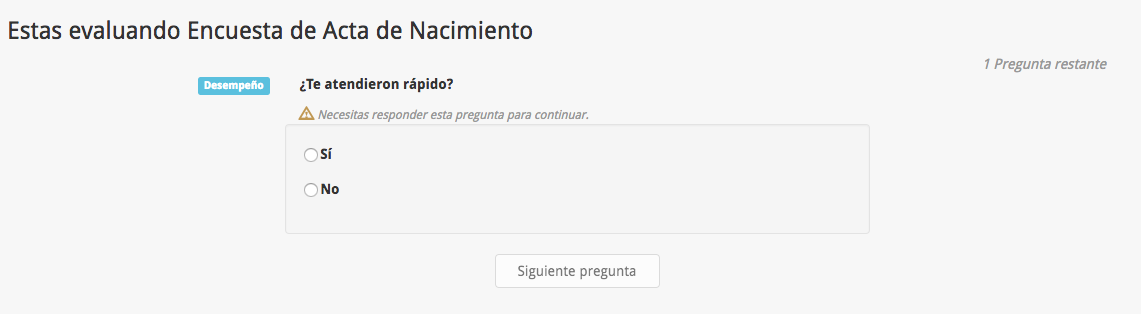 Estas evaluando Encuesta de Acta de Nacimiento
1 Pregunta restante
Desempeño
¿Te atendieron rápido?
Necesitas responder esta pregunta para continuar.
Sí
No
Siguiente pregunta